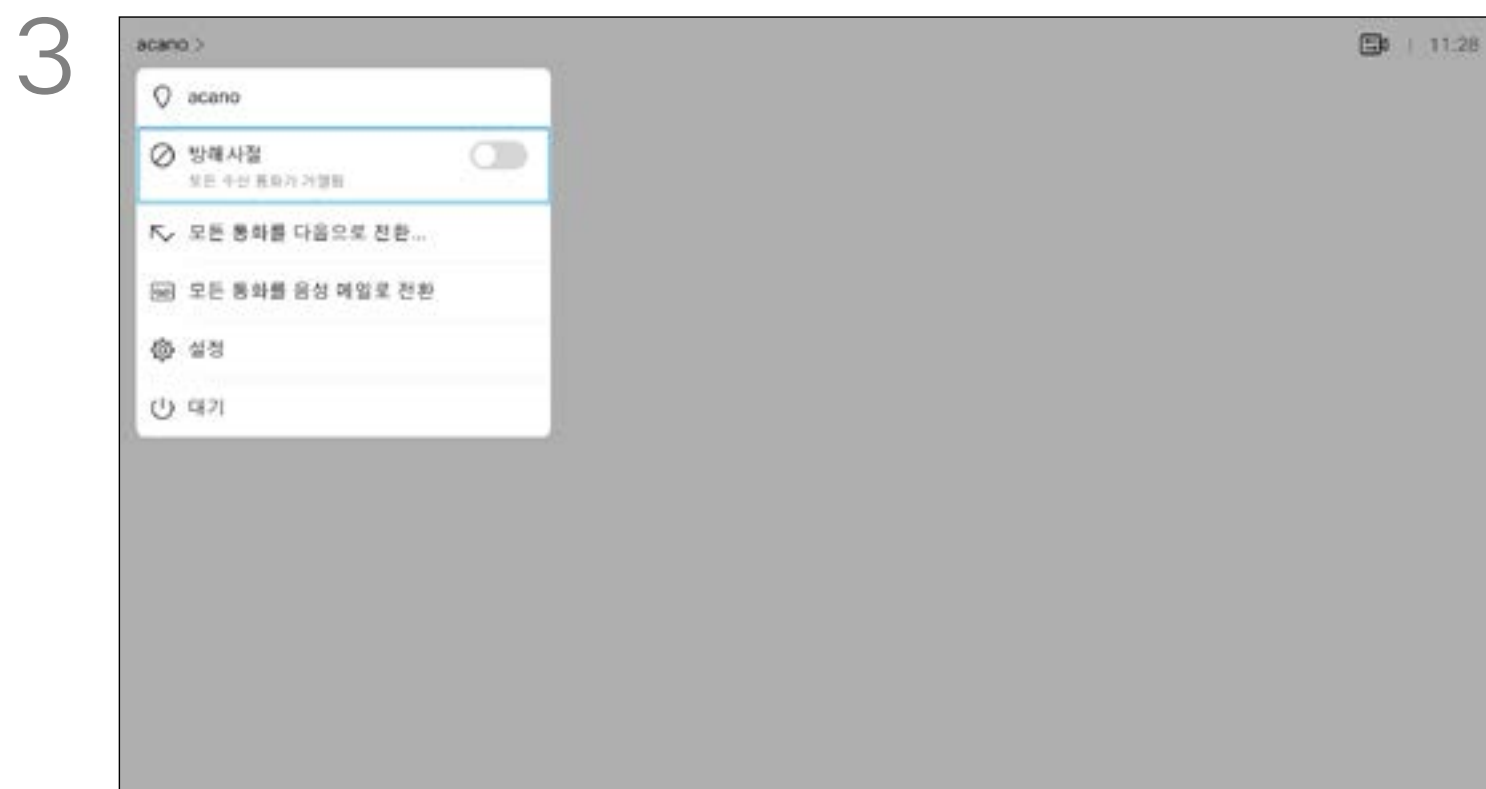 3
acano >
11:28
acano
방해사절
모든 수신 통화가 거절됨
모든 통화를 다음으로 전환...
모든 통화를 음성 메일로 전환
설정
대기